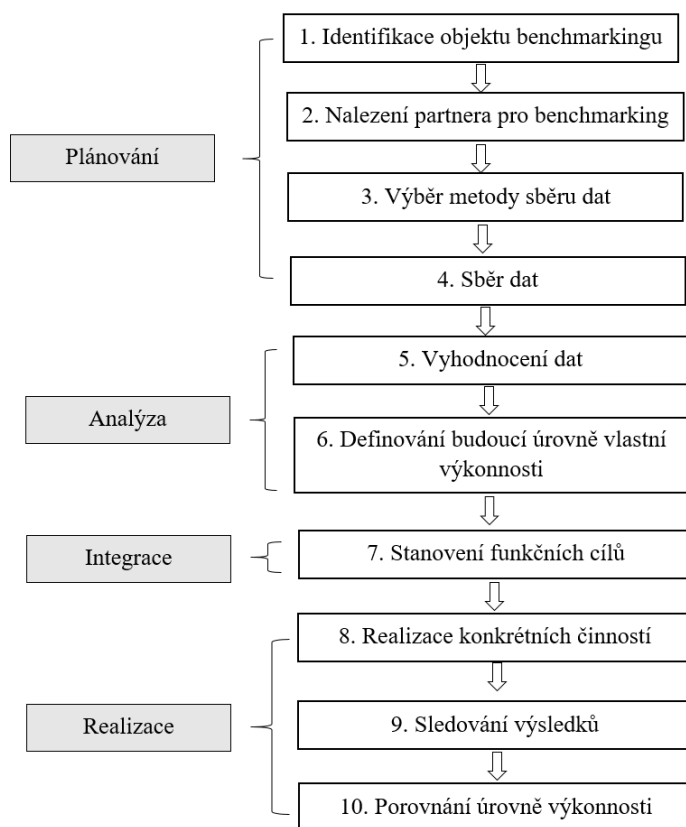 1. Identifikace objektu benchmarkingu
2. Nalezení partnera pro benchmarking
Plánování
3. Výběr metody sběru dat
4. Sběr dat
5. Vyhodnocení dat
Analýza
6. Definování budoucí úrovně vlastní
výkonnosti
Integrace
7. Stanovení funkčních cílů
8. Realizace konkrétních činností
Realizace
9. Sledování výsledků
10. Porovnání úrovně výkonnosti